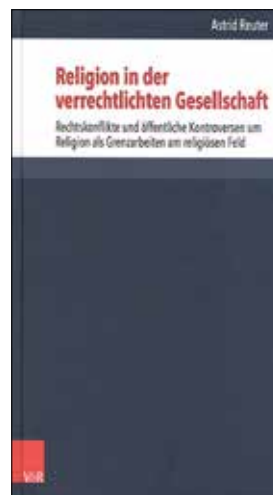 Astrid Reuter
Religion in der
verrechtlichten Gesellschaft
Rechtskonflikte und öffentliche Kontroversen um
Religion als Grenzarbeiten am religiösen Feld
V&R